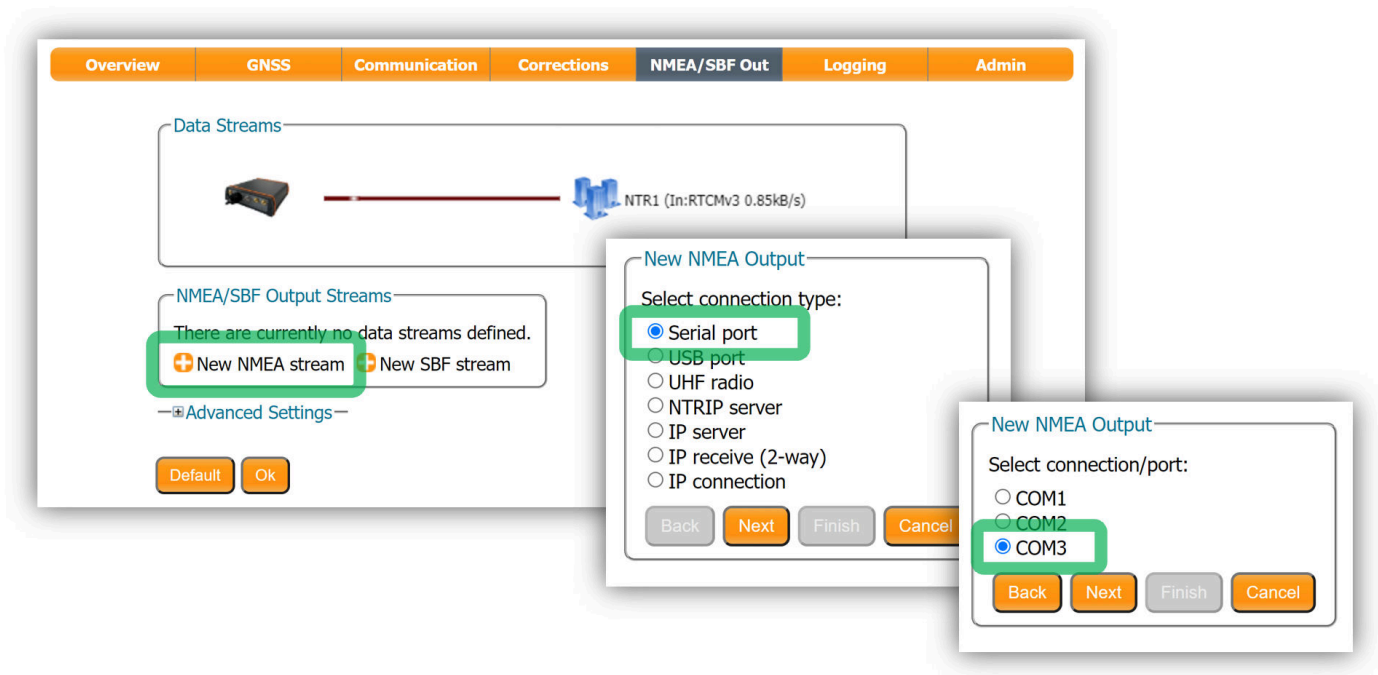 Overview GNSS Communication Corrections NMEA/SBF Out Logging Admin
Data Streams
NTR1 (In:RTCMv3 0.85kB/s)
NMEA/SBF Output Streams
There are currently no data streams defined.
New NMEA stream New SBF stream
Advanced Settings
Default Ok
New NMEA Output
Select connection type:
Serial port
USB port
UHF radio
NTRIP server
IP server
IP receive (2-way)
IP connection
Back Next Finish Cancel
New NMEA Output
Select connection/port:
COM1
COM2
COM3
Back Next Finish Cancel